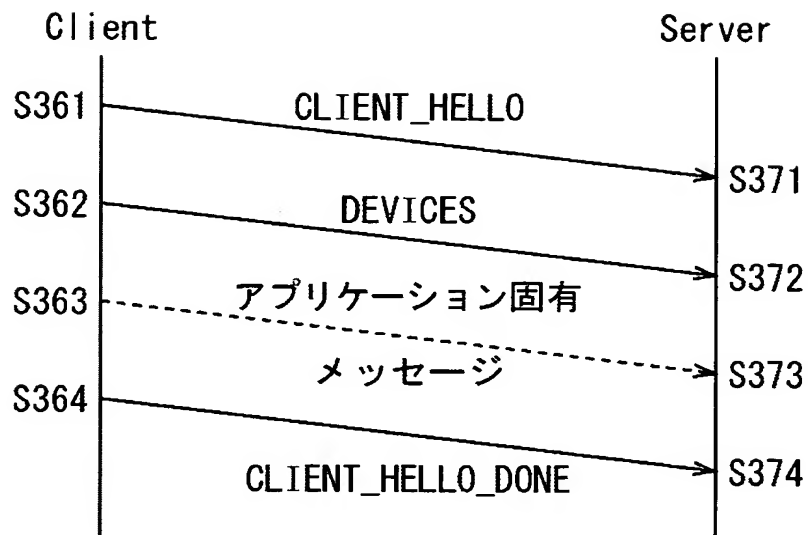 Client
Server
S361
CLIENT_HELLO
S371
S362
DEVICES
S372
S363
アプリケーション固有
メッセージ
S373
S364
CLIENT_HELLO_DONE
S374